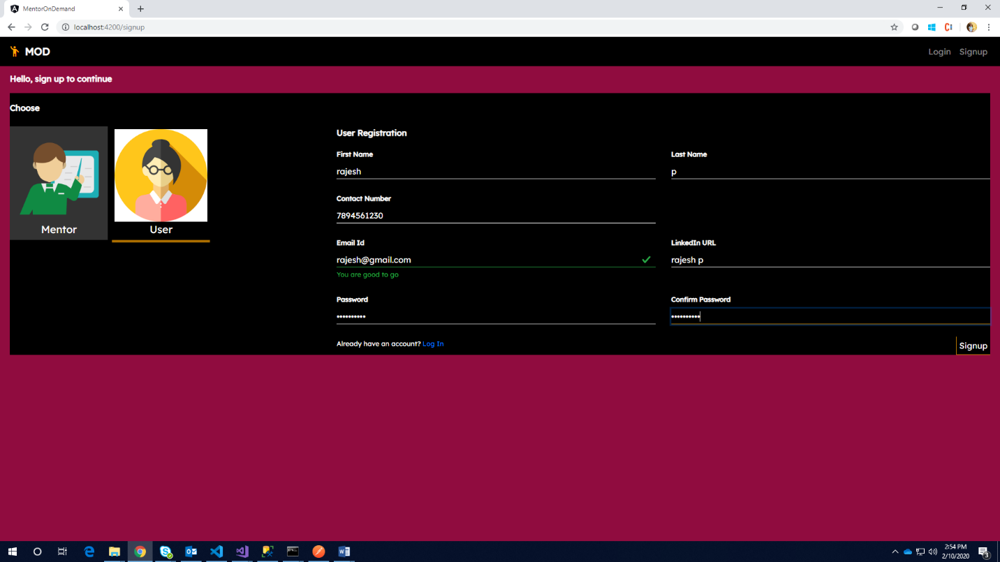 MentorOnDemand
localhost:4200/signup
MOD
Login Signup
Hello, sign up to continue
Choose
Mentor
User
User Registration
First Name
Last Name
rajesh
p
Contact Number
7894561230
Email Id
LinkedIn URL
rajesh@gmail.com
rajesh p
You are good to go
Password
Confirm Password
••••••••••
••••••••••
Already have an account? Log In
Signup
2:54 PM
2/10/2020
3